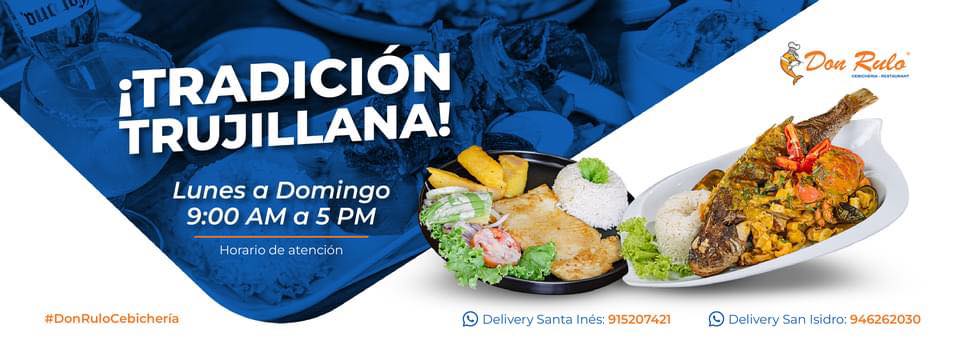 ¡TRADICIÓN
TRUJILLANA!
Lunes a Domingo
9:00 AM a 5 PM
Horario de atención
Don Rulo
CEBICHERIA - RESTAURANT
#DonRuloCebichería
Delivery Santa Inés: 915207421
Delivery San Isidro: 946262030